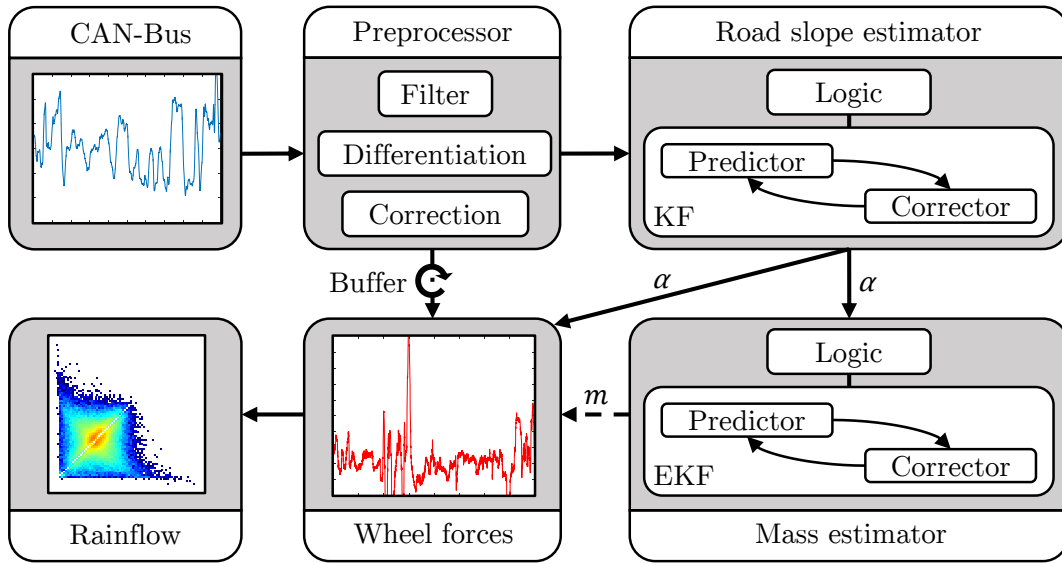 CAN-Bus
Preprocessor
Filter
Differentiation
Correction
Road slope estimator
Logic
Predictor
Corrector
KF
Buffer
α
α
Rainflow
Wheel forces
m
Logic
Predictor
Corrector
EKF
Mass estimator